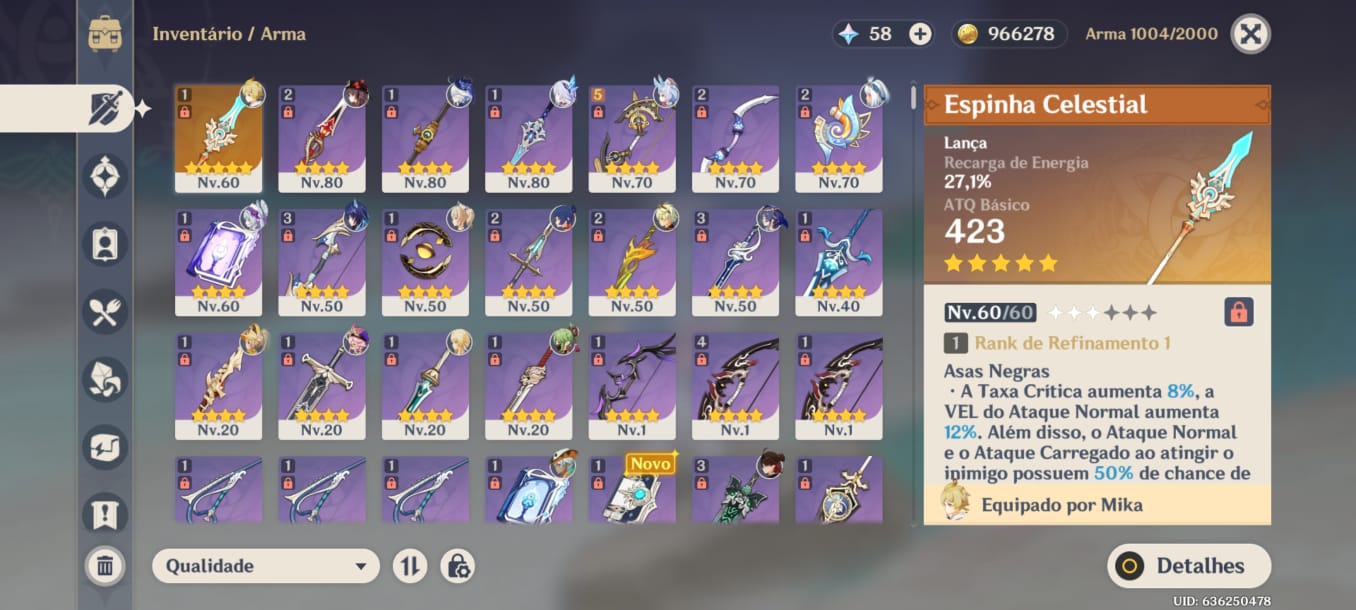 Inventário / Arma
58
966278
Arma 1004/2000
1
2
1
1
5
2
2
Nv.60
Nv.80
Nv.80
Nv.80
Nv.70
Nv.70
Nv.70
1
3
1
2
2
3
1
Nv.60
Nv.50
Nv.50
Nv.50
Nv.50
Nv.50
Nv.40
1
1
1
1
1
4
1
Nv.20
Nv.20
Nv.20
Nv.20
Nv.1
Nv.1
Nv.1
1
1
1
1
1
Novo
3
1
Qualidade
Espinha Celestial
Lança
Recarga de Energia
27,1%
ATQ Básico
423
Nv.60/60
1 Rank de Refinamento 1
Asas Negras
· A Taxa Crítica aumenta 8%, a
VEL do Ataque Normal aumenta
12%. Além disso, o Ataque Normal
e o Ataque Carregado ao atingir o
inimigo possuem 50% de chance de
Equipado por Mika
Detalhes
UID: 636250478